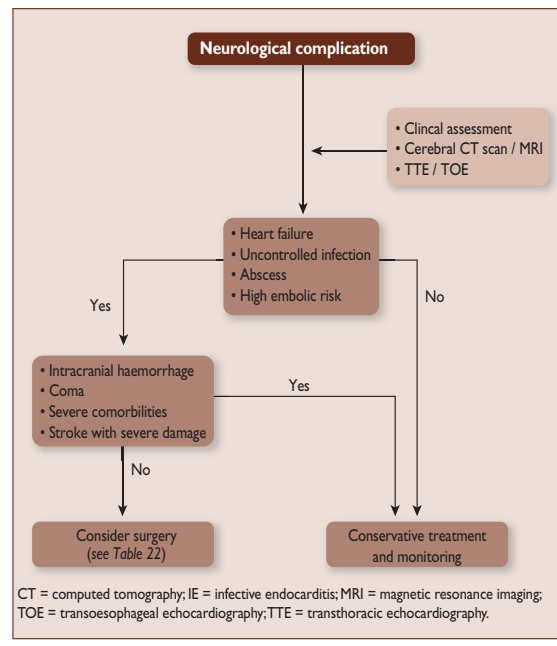 Neurological complication
• Clincal assessment
• Cerebral CT scan / MRI
• TTE / TOE
• Heart failure
• Uncontrolled infection
• Abscess
• High embolic risk
Yes
No
• Intracranial haemorrhage
• Coma
• Severe comorbilities
• Stroke with severe damage
Yes
No
Consider surgery
(see Table 22)
Conservative treatment
and monitoring
CT = computed tomography; IE = infective endocarditis; MRI = magnetic resonance imaging;
TOE = transoesophageal echocardiography; TTE = transthoracic echocardiography.